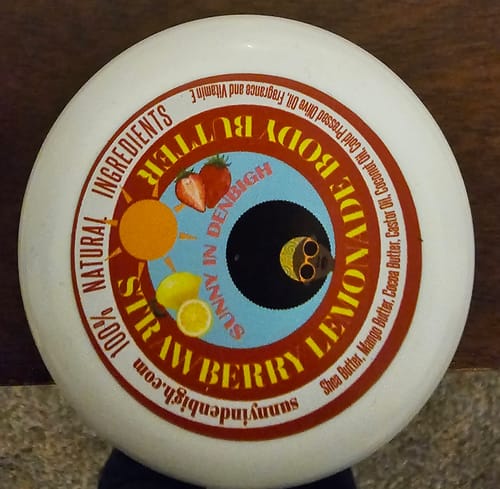 100% NATURAL INGREDIENTS
STRAWBERRY LEMONADE BODY BUTTER
SUNNY IN DENBIGH
Shea Butter, Mango Butter, Cocoa Butter, Castor Oil, Coconut Oil, Cold Pressed Olive Oil, Fragrance and Vitamin E
sunnyindenbigh.com